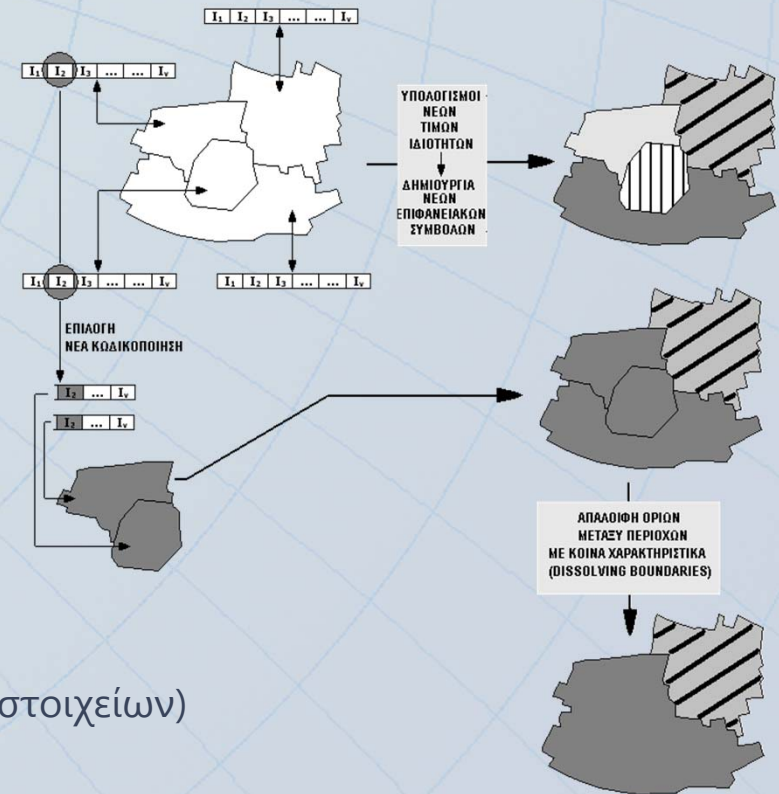 I₁ I₂ I₃ ... ... Iᵥ
I₁ I₂ I₃ ... ... Iᵥ
ΥΠΟΛΟΓΙΣΜΟΙ
ΝΕΩΝ
ΤΙΜΩΝ
ΙΔΙΟΤΗΤΩΝ
ΔΗΜΙΟΥΡΓΙΑ
ΝΕΩΝ
ΕΠΙΦΑΝΕΙΑΚΩΝ
ΣΥΜΒΟΛΩΝ
I₁ I₂ I₃ ... ... Iᵥ
I₁ I₂ I₃ ... ... Iᵥ
ΕΠΙΛΟΓΗ
ΝΕΑ ΚΩΔΙΚΟΠΟΙΗΣΗ
I₂ ... Iᵥ
I₂ ... Iᵥ
ΑΠΑΛΟΙΦΗ ΟΡΙΩΝ
ΜΕΤΑΞΥ ΠΕΡΙΟΧΩΝ
ΜΕ ΚΟΙΝΑ ΧΑΡΑΚΤΗΡΙΣΤΙΚΑ
(DISSOLVING BOUNDARIES)
στοιχείων)